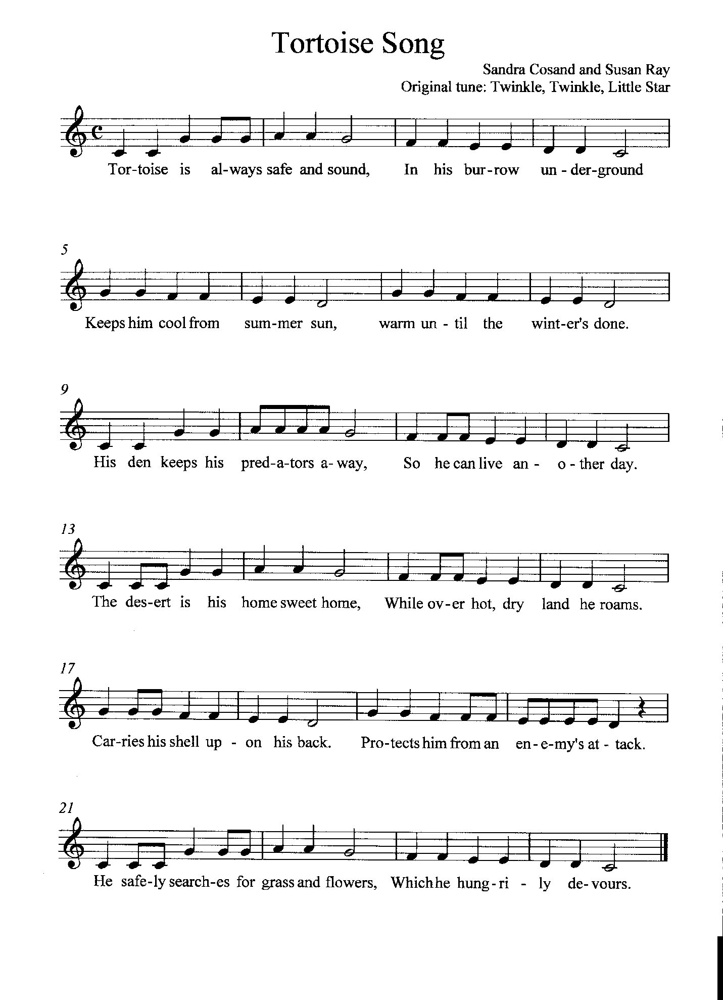 Tortoise Song
Sandra Cosand and Susan Ray
Original tune: Twinkle, Twinkle, Little Star
Tor-toise is al-ways safe and sound, In his bur-row un - der-ground
5
Keeps him cool from sum-mer sun, warm un - til the wint-er's done.
9
His den keeps his pred-a-tors a-way, So he can live an - o - ther day.
13
The des-ert is his home sweet home, While ov-er hot, dry land he roams.
17
Car-ries his shell up - on his back. Pro-tects him from an en-e-my's at - tack.
21
He safe-ly search-es for grass and flowers, Which he hung-ri - ly de-vours.